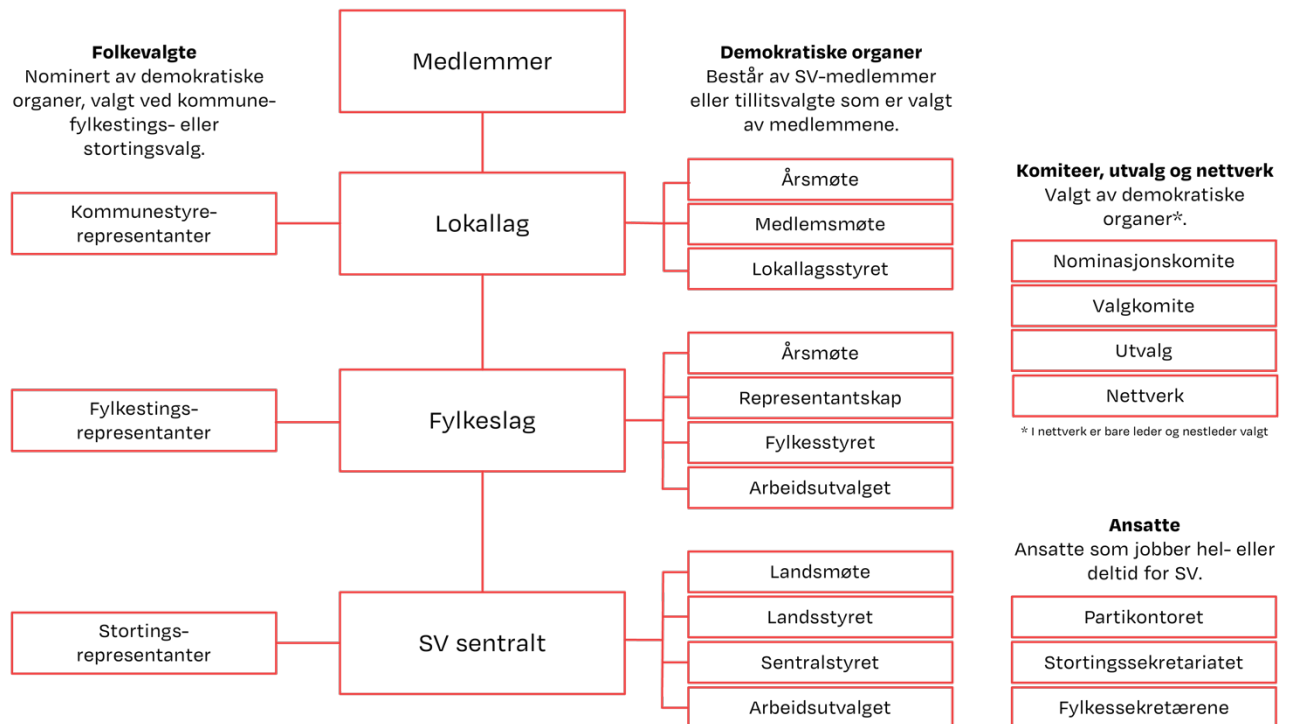 Medlemmer
Folkevalgte
Nominert av demokratiske
organer, valgt ved kommune-
fylkestings- eller
stortingsvalg.
Demokratiske organer
Består av SV-medlemmer
eller tillitsvalgte som er valgt
av medlemmene.
Kommunestyre-
representanter
Lokallag
Årsmøte
Medlemsmøte
Lokallagsstyret
Komiteer, utvalg og nettverk
Valgt av demokratiske
organer*.
Nominasjonskomite
Valgkomite
Utvalg
Nettverk
* I nettverk er bare leder og nestleder valgt
Fylkestings-
representanter
Fylkeslag
Årsmøte
Representantskap
Fylkesstyret
Arbeidsutvalget
Stortings-
representanter
SV sentralt
Landsmøte
Landsstyret
Sentralstyret
Arbeidsutvalget
Ansatte
Ansatte som jobber hel- eller
deltid for SV.
Partikontoret
Stortingssekretariatet
Fylkessekretærene